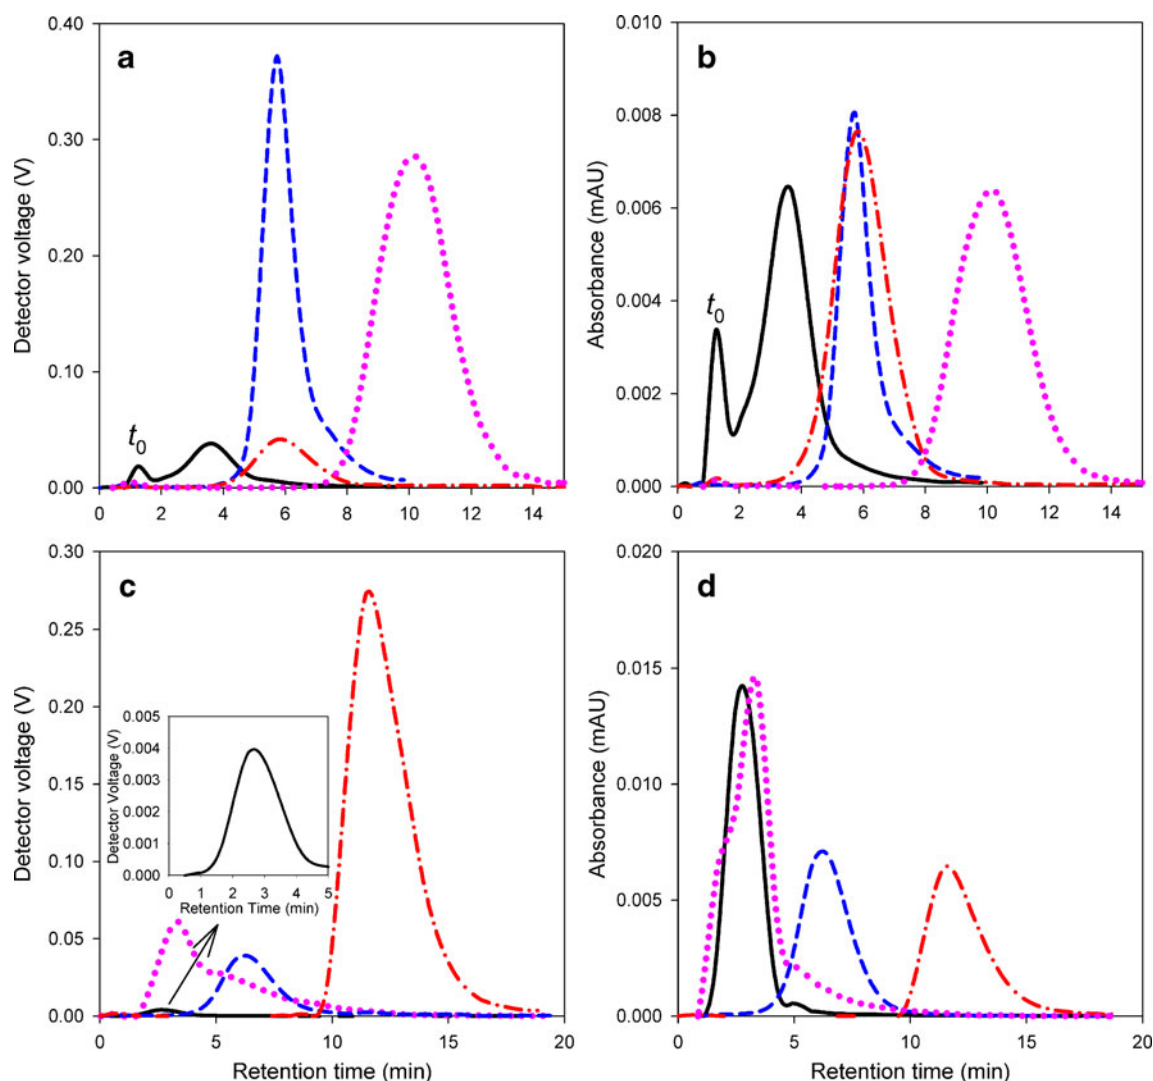 a
Detector voltage (V)
0.40
0.30
0.20
0.10
0.00
t0
0 2 4 6 8 10 12 14
b
Absorbance (mAU)
0.010
0.008
0.006
0.004
0.002
0.000
t0
0 2 4 6 8 10 12 14
c
Detector voltage (V)
0.30
0.25
0.20
0.15
0.10
0.05
0.00
Detector Voltage (V)
0.005
0.004
0.003
0.002
0.001
0.000
0 1 2 3 4 5
Retention Time (min)
0 5 10 15 20
Retention time (min)
d
Absorbance (mAU)
0.020
0.015
0.010
0.005
0.000
0 5 10 15 20
Retention time (min)